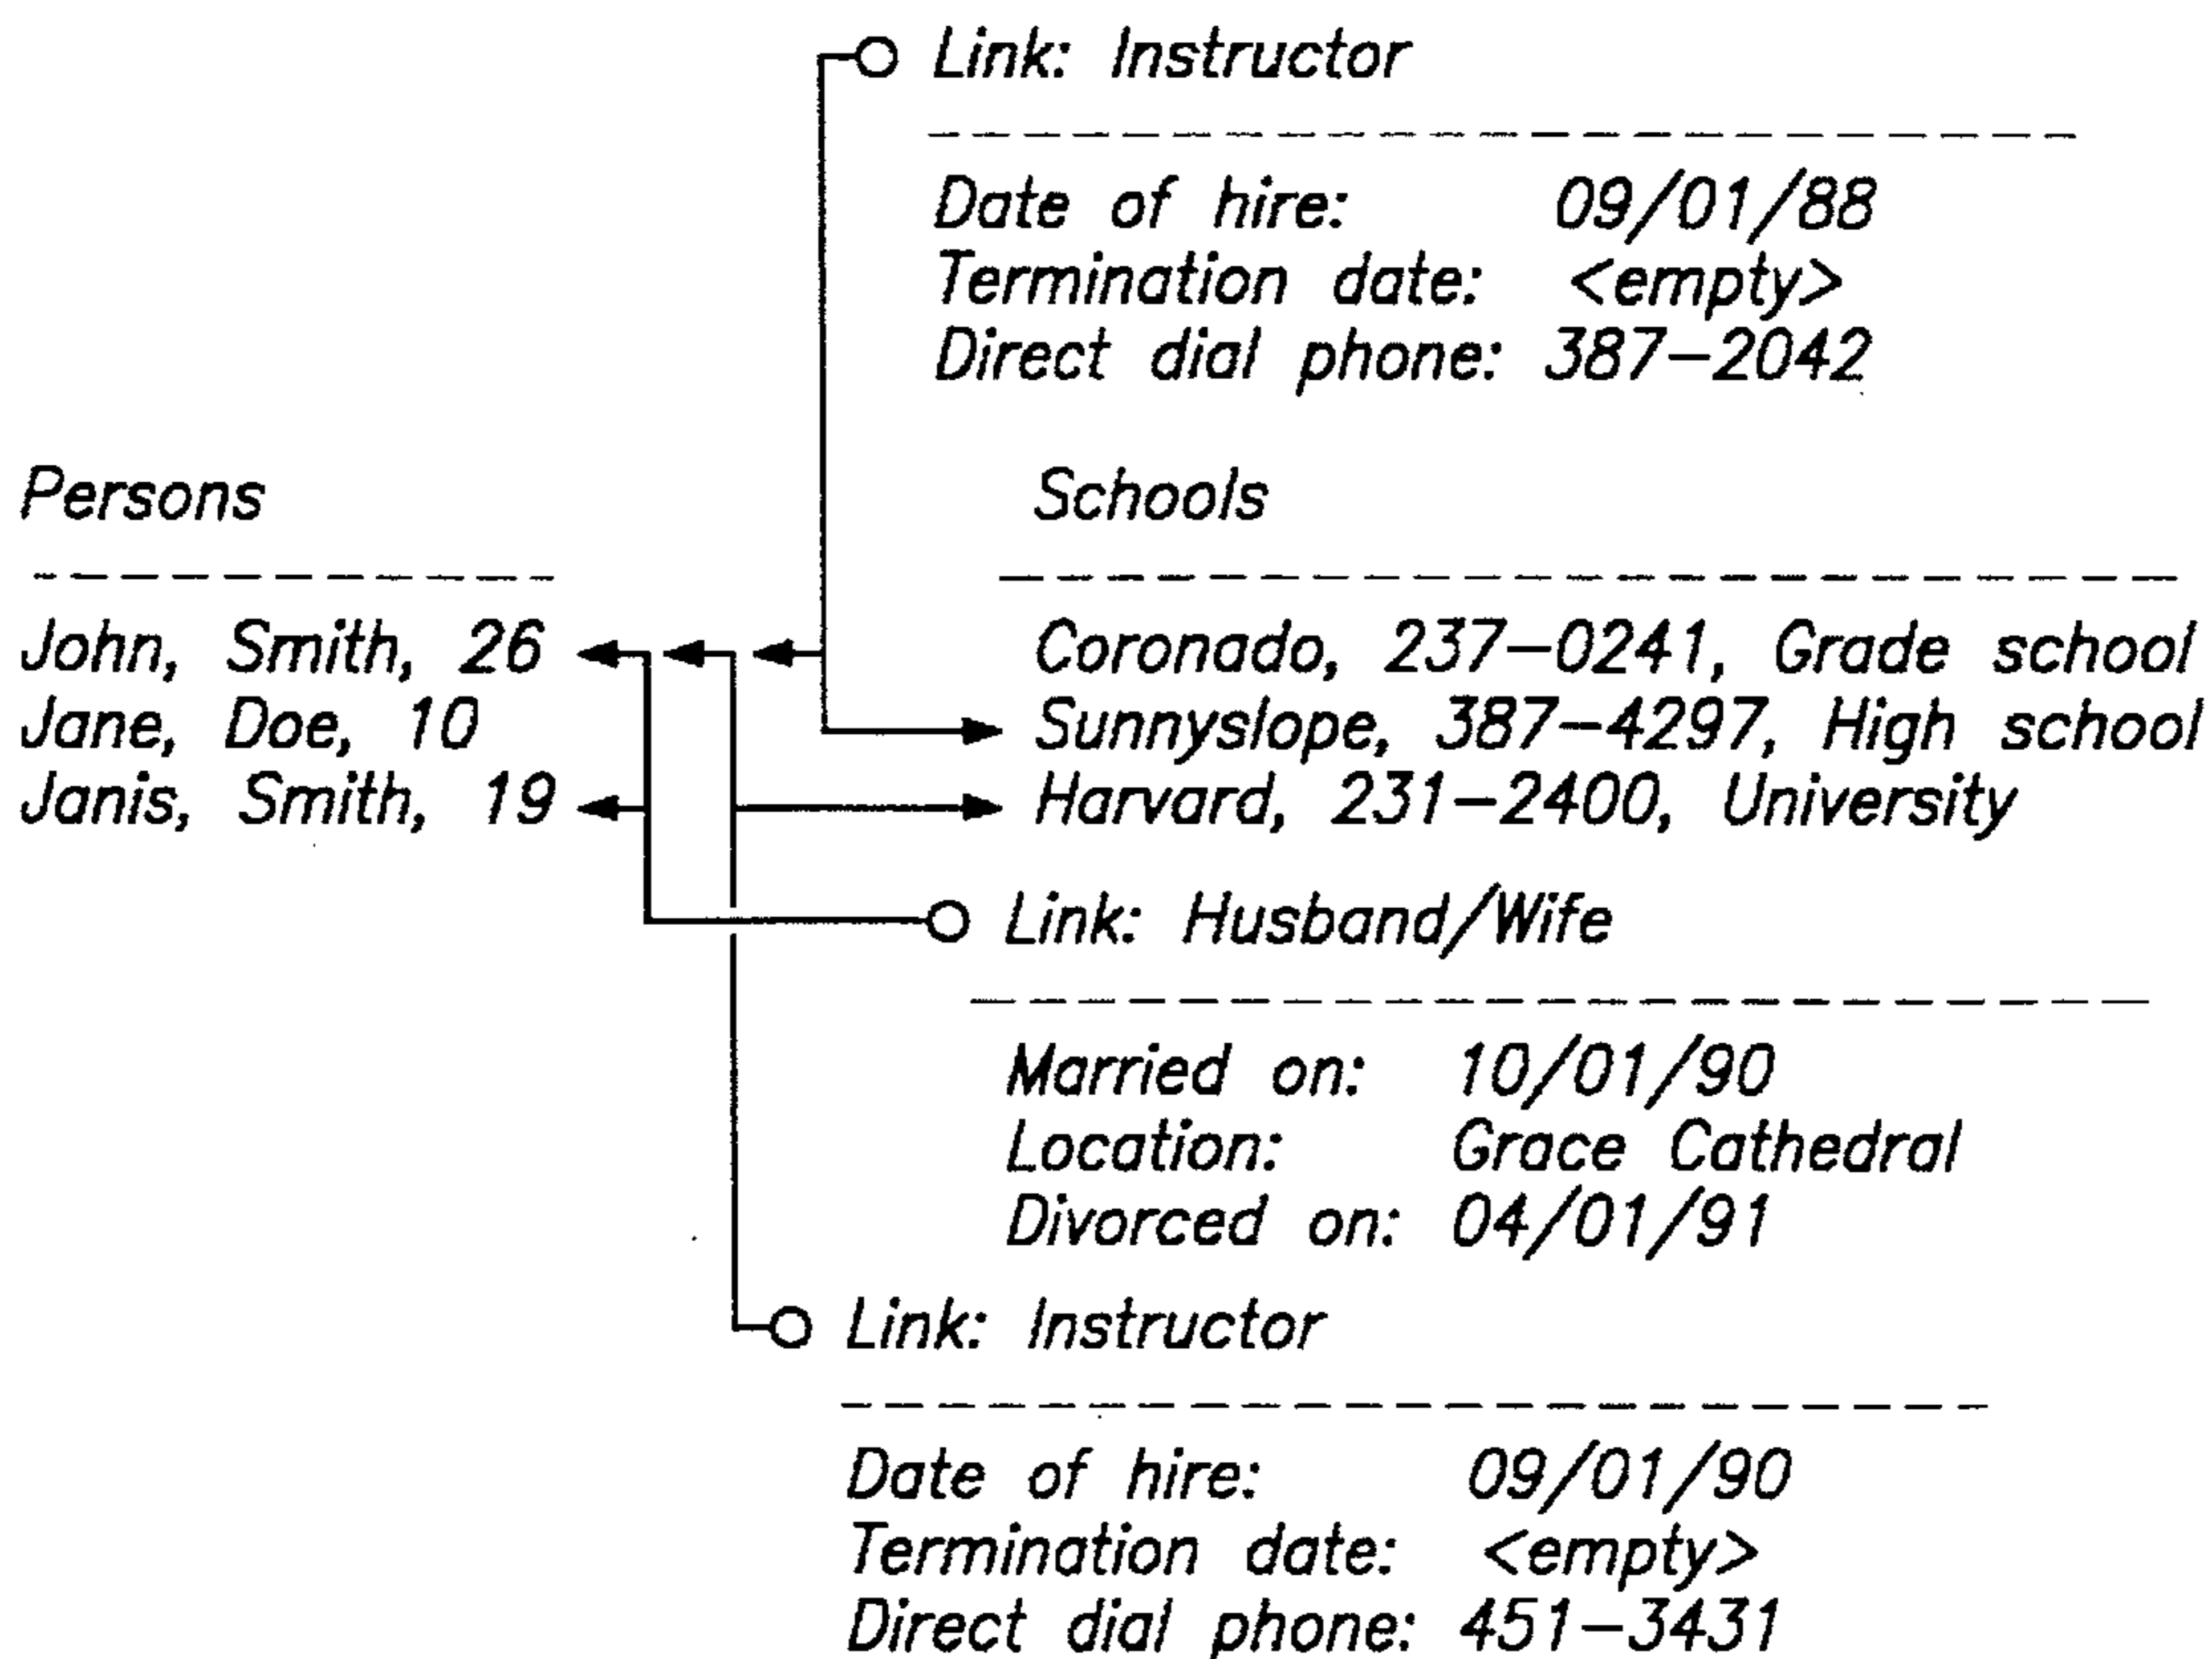 Link: Instructor
Date of hire: 09/01/88
Termination date: <empty>
Direct dial phone: 387-2042
Persons
Schools
John, Smith, 26
Coronado, 237-0241, Grade school
Jane, Doe, 10
Sunnyslope, 387-4297, High school
Janis, Smith, 19
Harvard, 231-2400, University
Link: Husband/Wife
Married on: 10/01/90
Location: Grace Cathedral
Divorced on: 04/01/91
Link: Instructor
Date of hire: 09/01/90
Termination date: <empty>
Direct dial phone: 451-3431